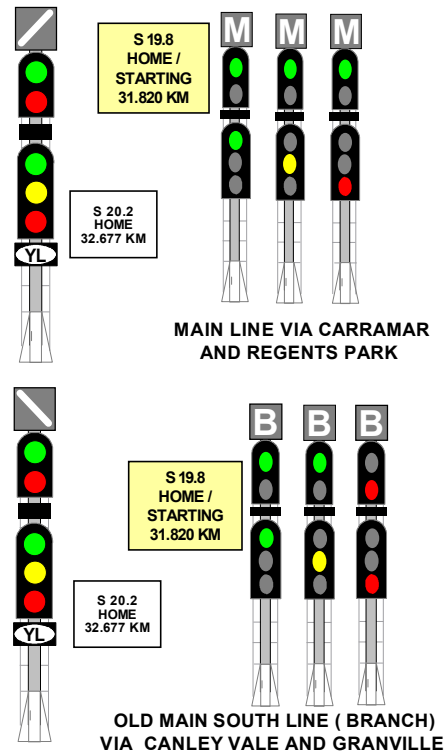 S 19.8
HOME /
STARTING
31.820 KM
M M M
S 20.2
HOME
32.677 KM
YL
MAIN LINE VIA CARRAMAR
AND REGENTS PARK
B B B
S 19.8
HOME /
STARTING
31.820 KM
S 20.2
HOME
32.677 KM
YL
OLD MAIN SOUTH LINE ( BRANCH)
VIA CANLEY VALE AND GRANVILLE